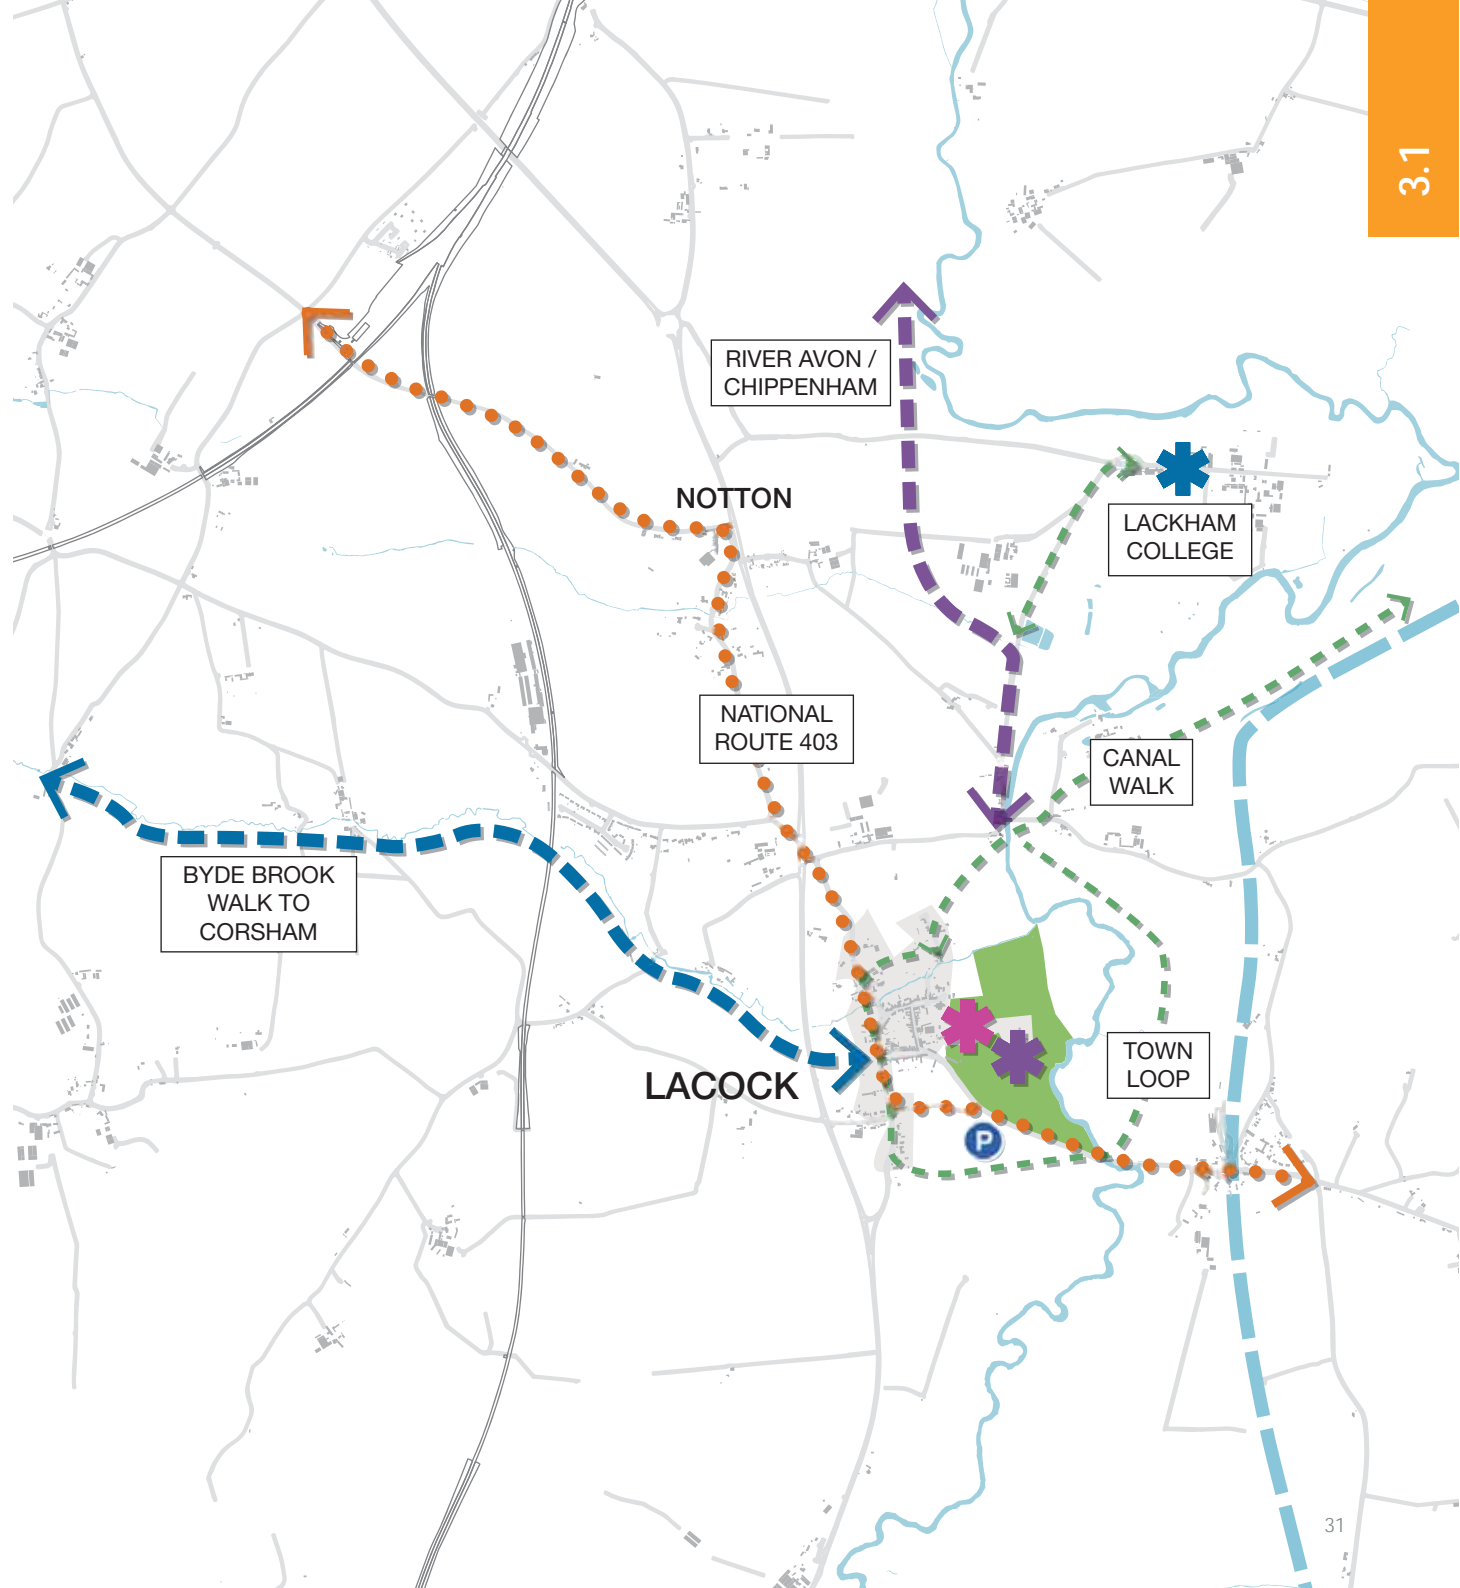 3.1
RIVER AVON /
CHIPPENHAM
NOTTON
LACKHAM
COLLEGE
NATIONAL
ROUTE 403
CANAL
WALK
BYDE BROOK
WALK TO
CORSHAM
TOWN
LOOP
LACOCK
P
31